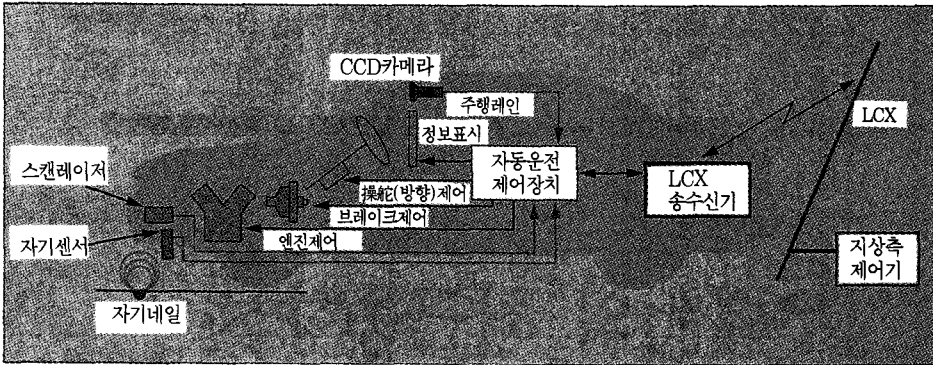 CCD카메라
주행레인
LCX
정보표시
스캔레이저
자동운전
제어장치
LCX
송수신기
操舵(방향)제어
브레이크제어
자기센서
엔진제어
지상측
제어기
자기네일